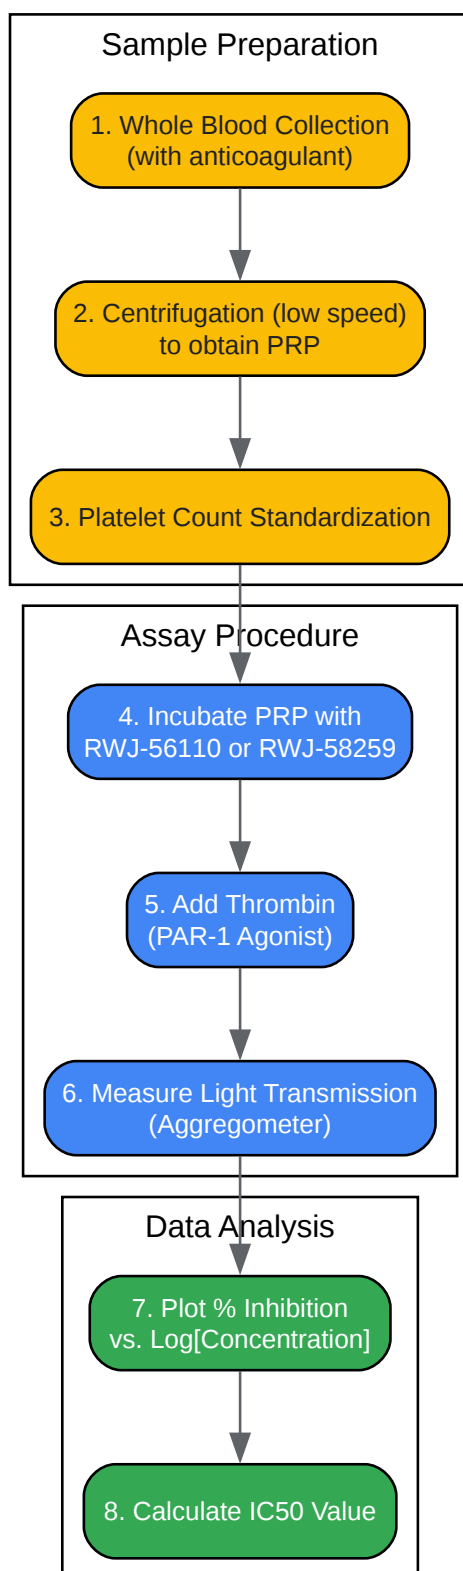 Sample Preparation
1. Whole Blood Collection
(with anticoagulant)
2. Centrifugation (low speed)
to obtain PRP
3. Platelet Count Standardization
Assay Procedure
4. Incubate PRP with
RWJ-56110 or RWJ-58259
5. Add Thrombin
(PAR-1 Agonist)
6. Measure Light Transmission
(Aggregometer)
Data Analysis
7. Plot % Inhibition
vs. Log[Concentration]
8. Calculate IC50 Value